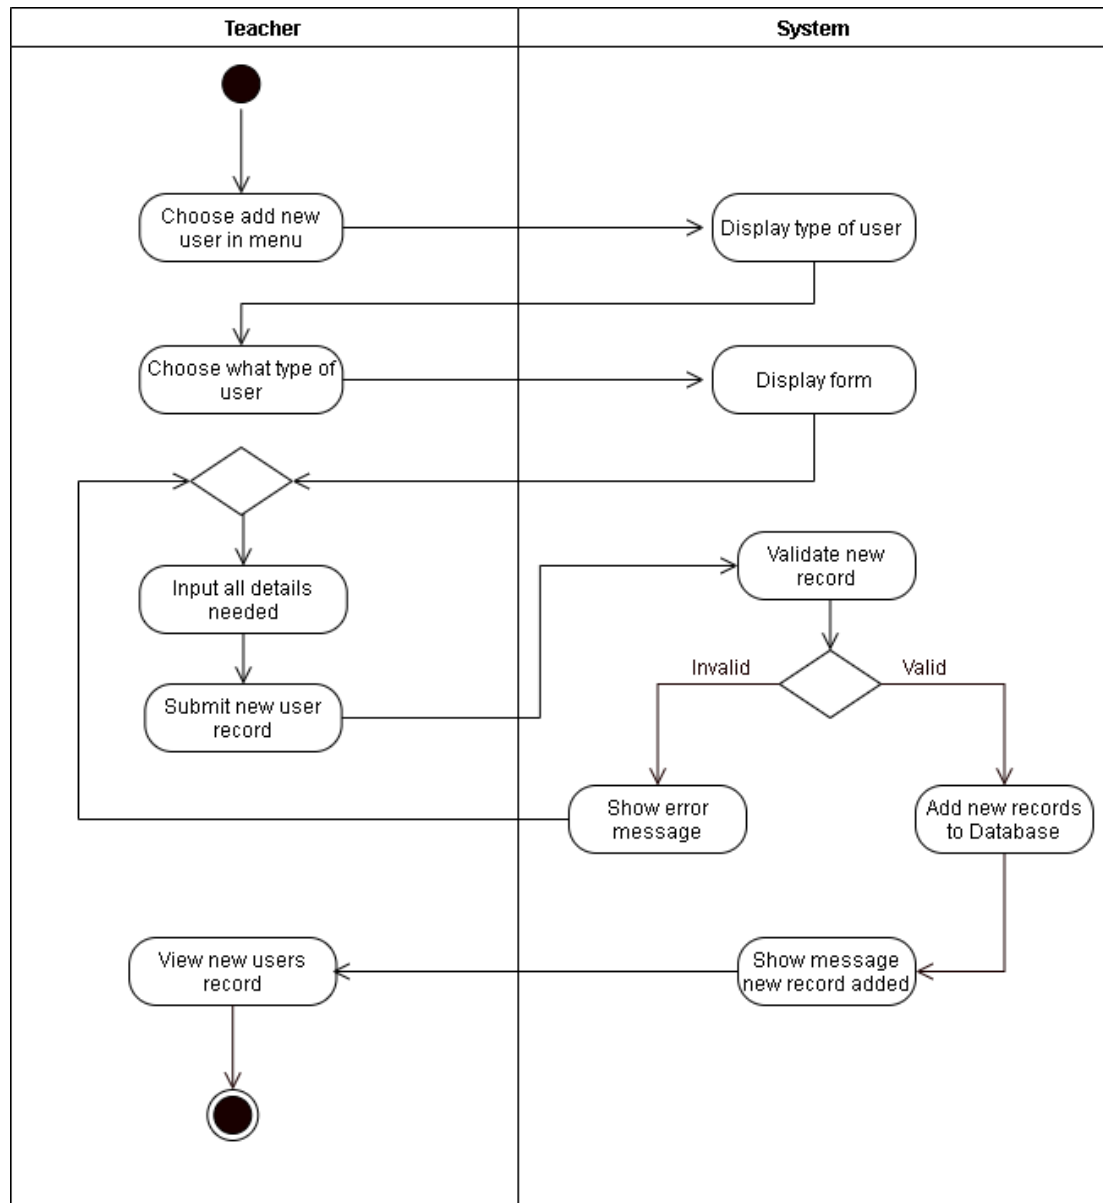 Teacher
System
Choose add new
user in menu
Display type of user
Choose what type of
user
Display form
Input all details
needed
Validate new
record
Invalid
Valid
Submit new user
record
Show error
message
Add new records
to Database
View new users
record
Show message
new record added